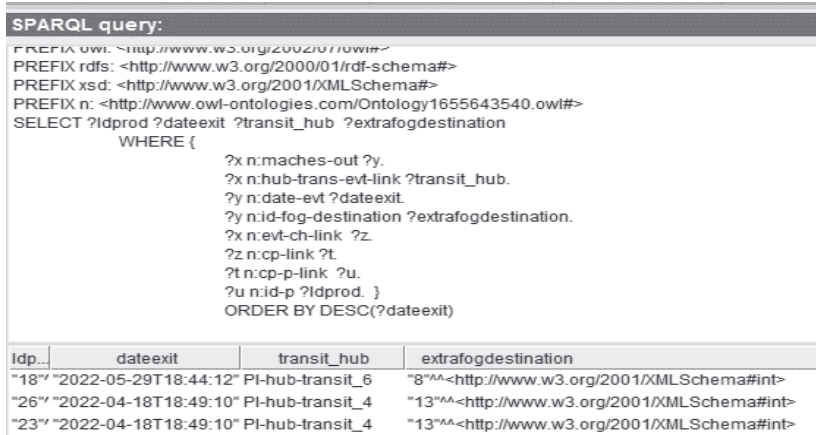 SPARQL query:
PREFIX owl: <http://www.w3.org/2002/07/owl#>
PREFIX rdfs: <http://www.w3.org/2000/01/rdf-schema#>
PREFIX xsd: <http://www.w3.org/2001/XMLSchema#>
PREFIX n: <http://www.owl-ontologies.com/Ontology1655643540.owl#>
SELECT ?Idprod ?dateexit ?transit_hub ?extrafogdestination
WHERE {
?x n:maches-out ?y.
?x n:hub-trans-evt-link ?transit_hub.
?y n:date-evt ?dateexit.
?y n:id-fog-destination ?extrafogdestination.
?x n:evt-ch-link ?z.
?z n:cp-link ?t.
?t n:cp-p-link ?u.
?u n:id-p ?Idprod. }
ORDER BY DESC(?dateexit)
Idp... dateexit transit_hub extrafogdestination
"18"^ "2022-05-29T18:44:12" PI-hub-transit_6 "8"^^<http://www.w3.org/2001/XMLSchema#int>
"26"^ "2022-04-18T18:49:10" PI-hub-transit_4 "13"^^<http://www.w3.org/2001/XMLSchema#int>
"23"^ "2022-04-18T18:49:10" PI-hub-transit_4 "13"^^<http://www.w3.org/2001/XMLSchema#int>